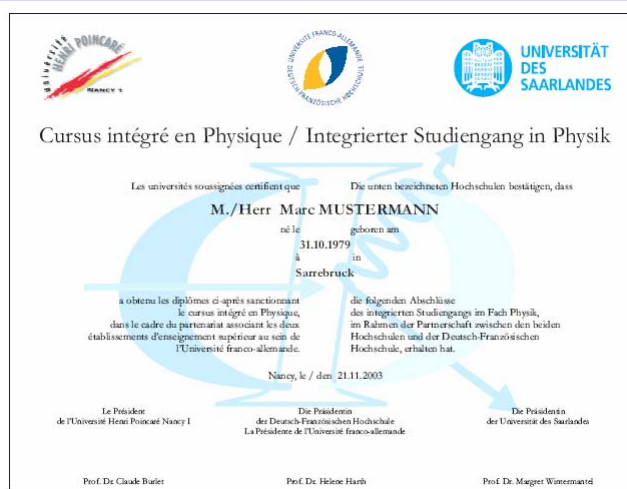 Université
HENRI POINCARÉ
NANCY 1
UNIVERSITE FRANCO-ALLEMANDE
DEUTSCH-FRANZÖSISCHE HOCHSCHULE
UNIVERSITÄT
DES
SAARLANDES
Cursus intégré en Physique / Integrierter Studiengang in Physik
Les universités soussignées certifient que
Die unten bezeichneten Hochschulen bestätigen, dass
M./Herr Marc MUSTERMANN
né le geboren am
31.10.1979
à in
Sarrebruck
a obtenu les diplômes ci-après sanctionnant
le cursus intégré en Physique,
dans le cadre du partenariat associant les deux
établissements d'enseignement supérieur au sein de
l'Université franco-allemande.
die folgenden Abschlüsse
des integrierten Studiengangs im Fach Physik,
im Rahmen der Partnerschaft zwischen den beiden
Hochschulen und der Deutsch-Französischen
Hochschule, erhalten hat.
Nancy, le / den 21.11.2003
Le Président
de l'Université Henri Poincaré Nancy I
Die Präsidentin
der Deutsch-Französischen Hochschule
La Présidente de l'Université franco-allemande
Die Präsidentin
der Universität des Saarlandes
Prof. Dr. Claude Burlet
Prof. Dr. Helene Harth
Prof. Dr. Margret Wintermantel